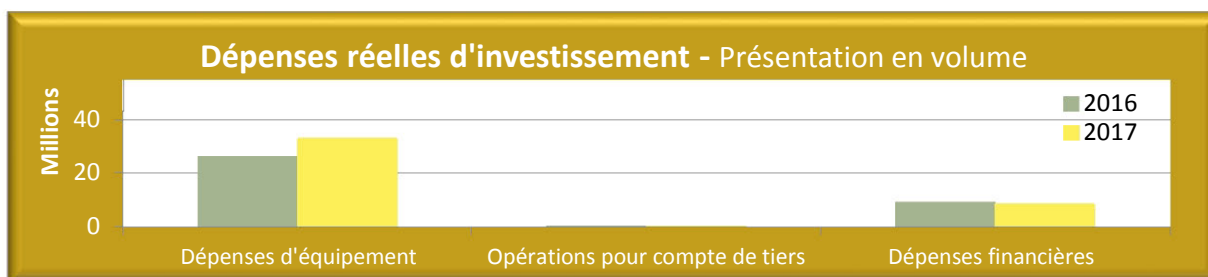 Dépenses réelles d'investissement - Présentation en volume
Millions
40
20
0
2016
2017
Dépenses d'équipement
Opérations pour compte de tiers
Dépenses financières